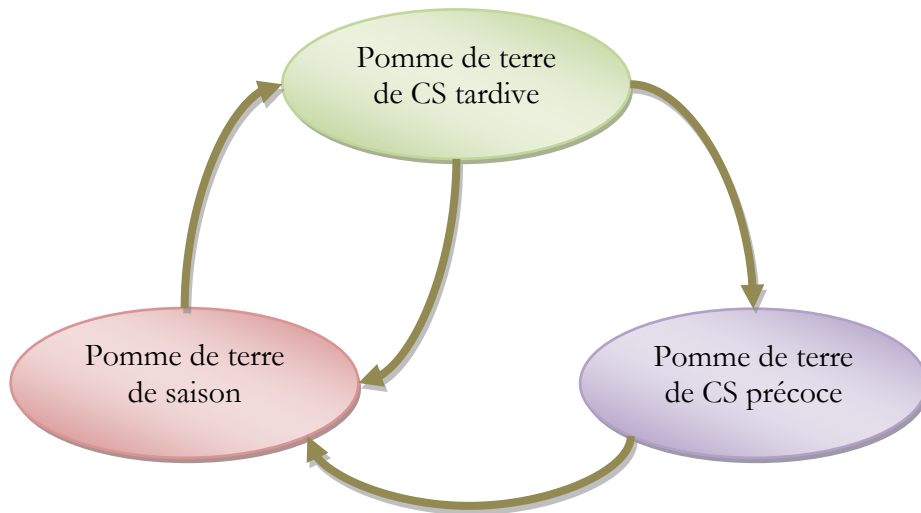 Pomme de terre
de CS tardive
Pomme de terre
de saison
Pomme de terre
de CS précoce